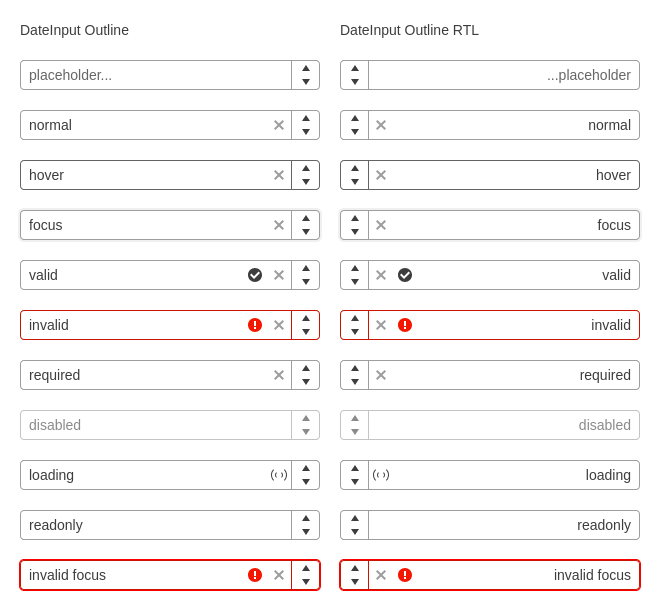 DateInput Outline
DateInput Outline RTL
placeholder...
...placeholder
normal
normal
hover
hover
focus
focus
valid
valid
invalid
invalid
required
required
disabled
disabled
loading
loading
readonly
readonly
invalid focus
invalid focus